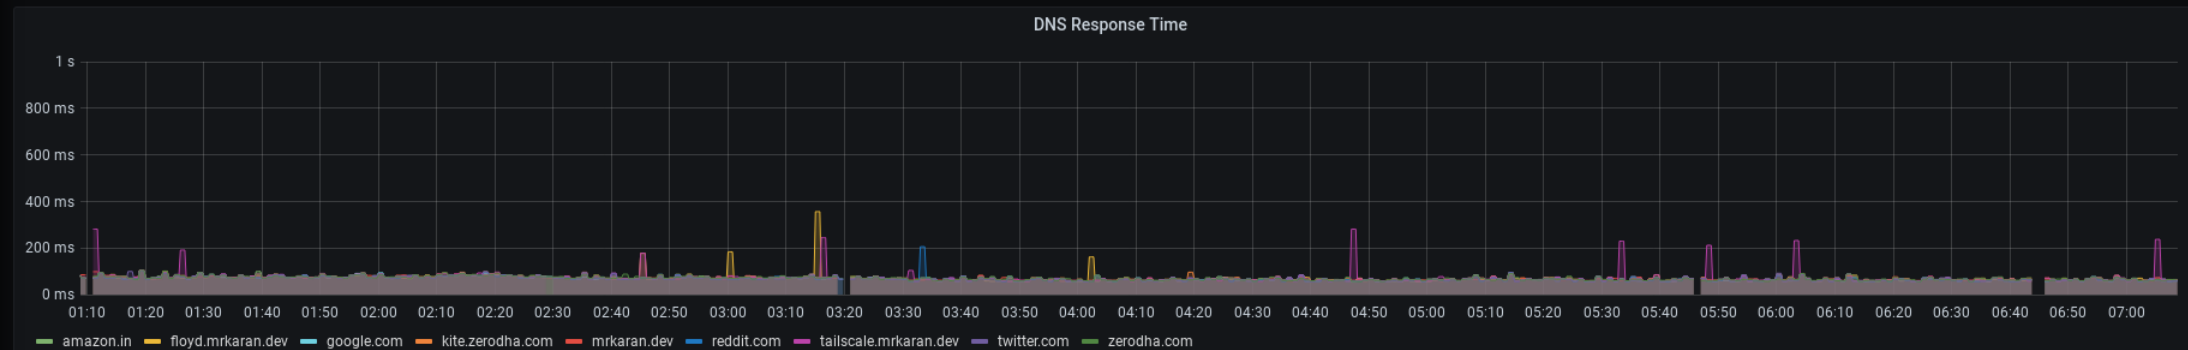 DNS Response Time
1 s
800 ms
600 ms
400 ms
200 ms
0 ms
01:10 01:20 01:30 01:40 01:50 02:00 02:10 02:20 02:30 02:40 02:50 03:00 03:10 03:20 03:30 03:40 03:50 04:00 04:10 04:20 04:30 04:40 04:50 05:00 05:10 05:20 05:30 05:40 05:50 06:00 06:10 06:20 06:30 06:40 06:50 07:00
amazon.in floyd.mrkaran.dev google.com kite.zerodha.com mrkaran.dev reddit.com tailscale.mrkaran.dev twitter.com zerodha.com